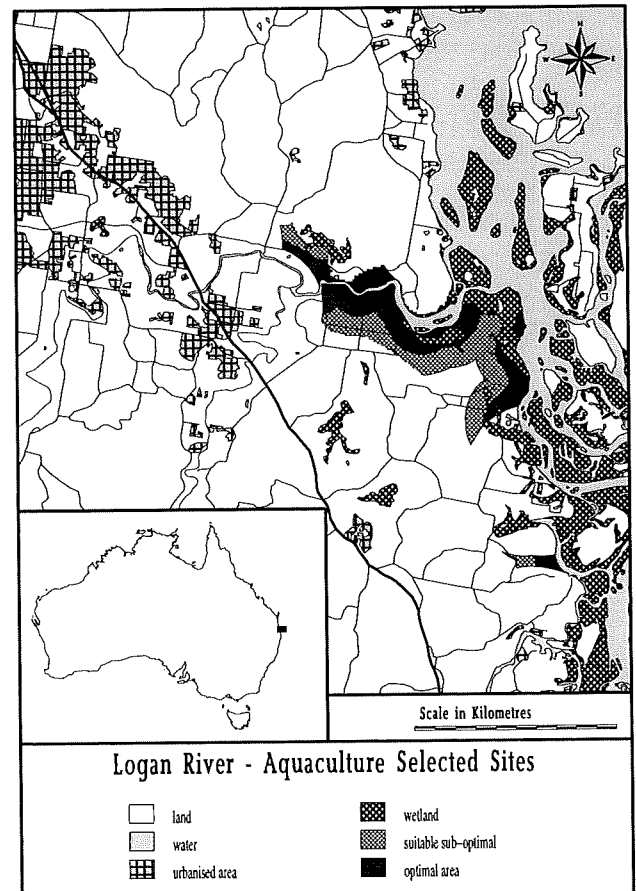 N
W
E
S
Scale in Kilometres
Logan River - Aquaculture Selected Sites
land
water
urbanised area
wetland
suitable sub-optimal
optimal area